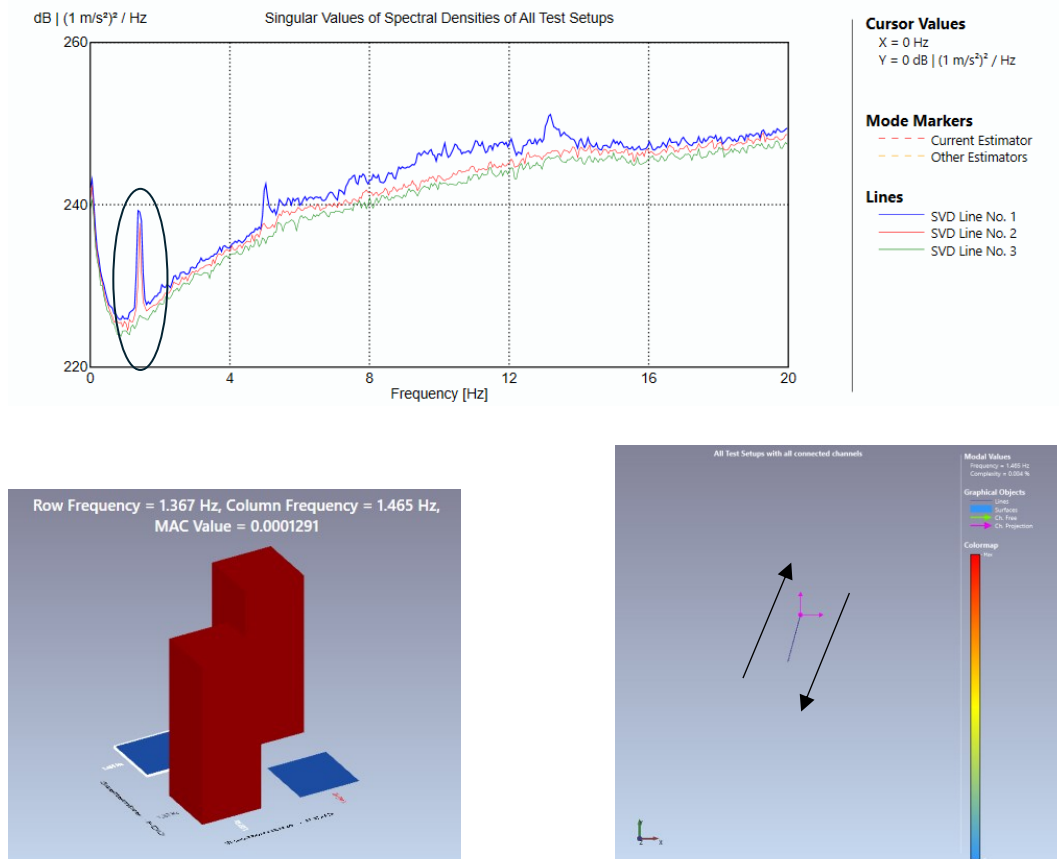 dB | (1 m/s²)² / Hz
Singular Values of Spectral Densities of All Test Setups
260
240
220
0
4
8
12
16
20
Frequency [Hz]
Cursor Values
X = 0 Hz
Y = 0 dB | (1 m/s²)² / Hz
Mode Markers
Current Estimator
Other Estimators
Lines
SVD Line No. 1
SVD Line No. 2
SVD Line No. 3
Row Frequency = 1.367 Hz, Column Frequency = 1.465 Hz,
MAC Value = 0.0001291
All Test Setups with all connected channels
Modal Values
Frequency = 1.465 Hz
Complexity = 0.004 %
Graphical Objects
Lines
Surfaces
Ch. Free
Ch. Projection
Colormap
Max
Z
X